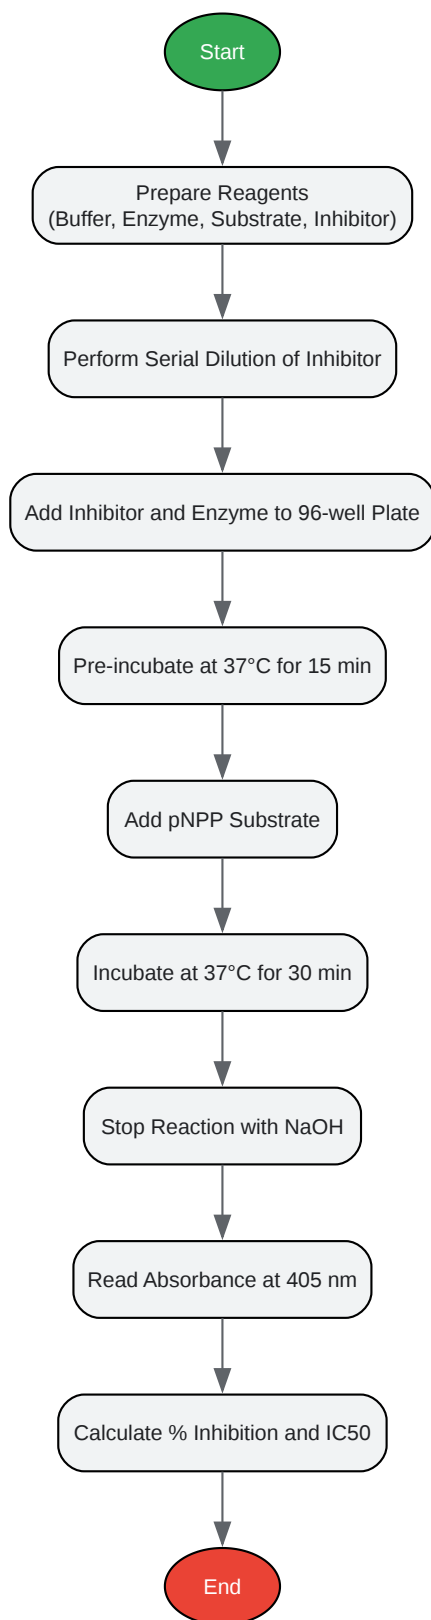 Start
Prepare Reagents
(Buffer, Enzyme, Substrate, Inhibitor)
Perform Serial Dilution of Inhibitor
Add Inhibitor and Enzyme to 96-well Plate
Pre-incubate at 37°C for 15 min
Add pNPP Substrate
Incubate at 37°C for 30 min
Stop Reaction with NaOH
Read Absorbance at 405 nm
Calculate % Inhibition and IC50
End